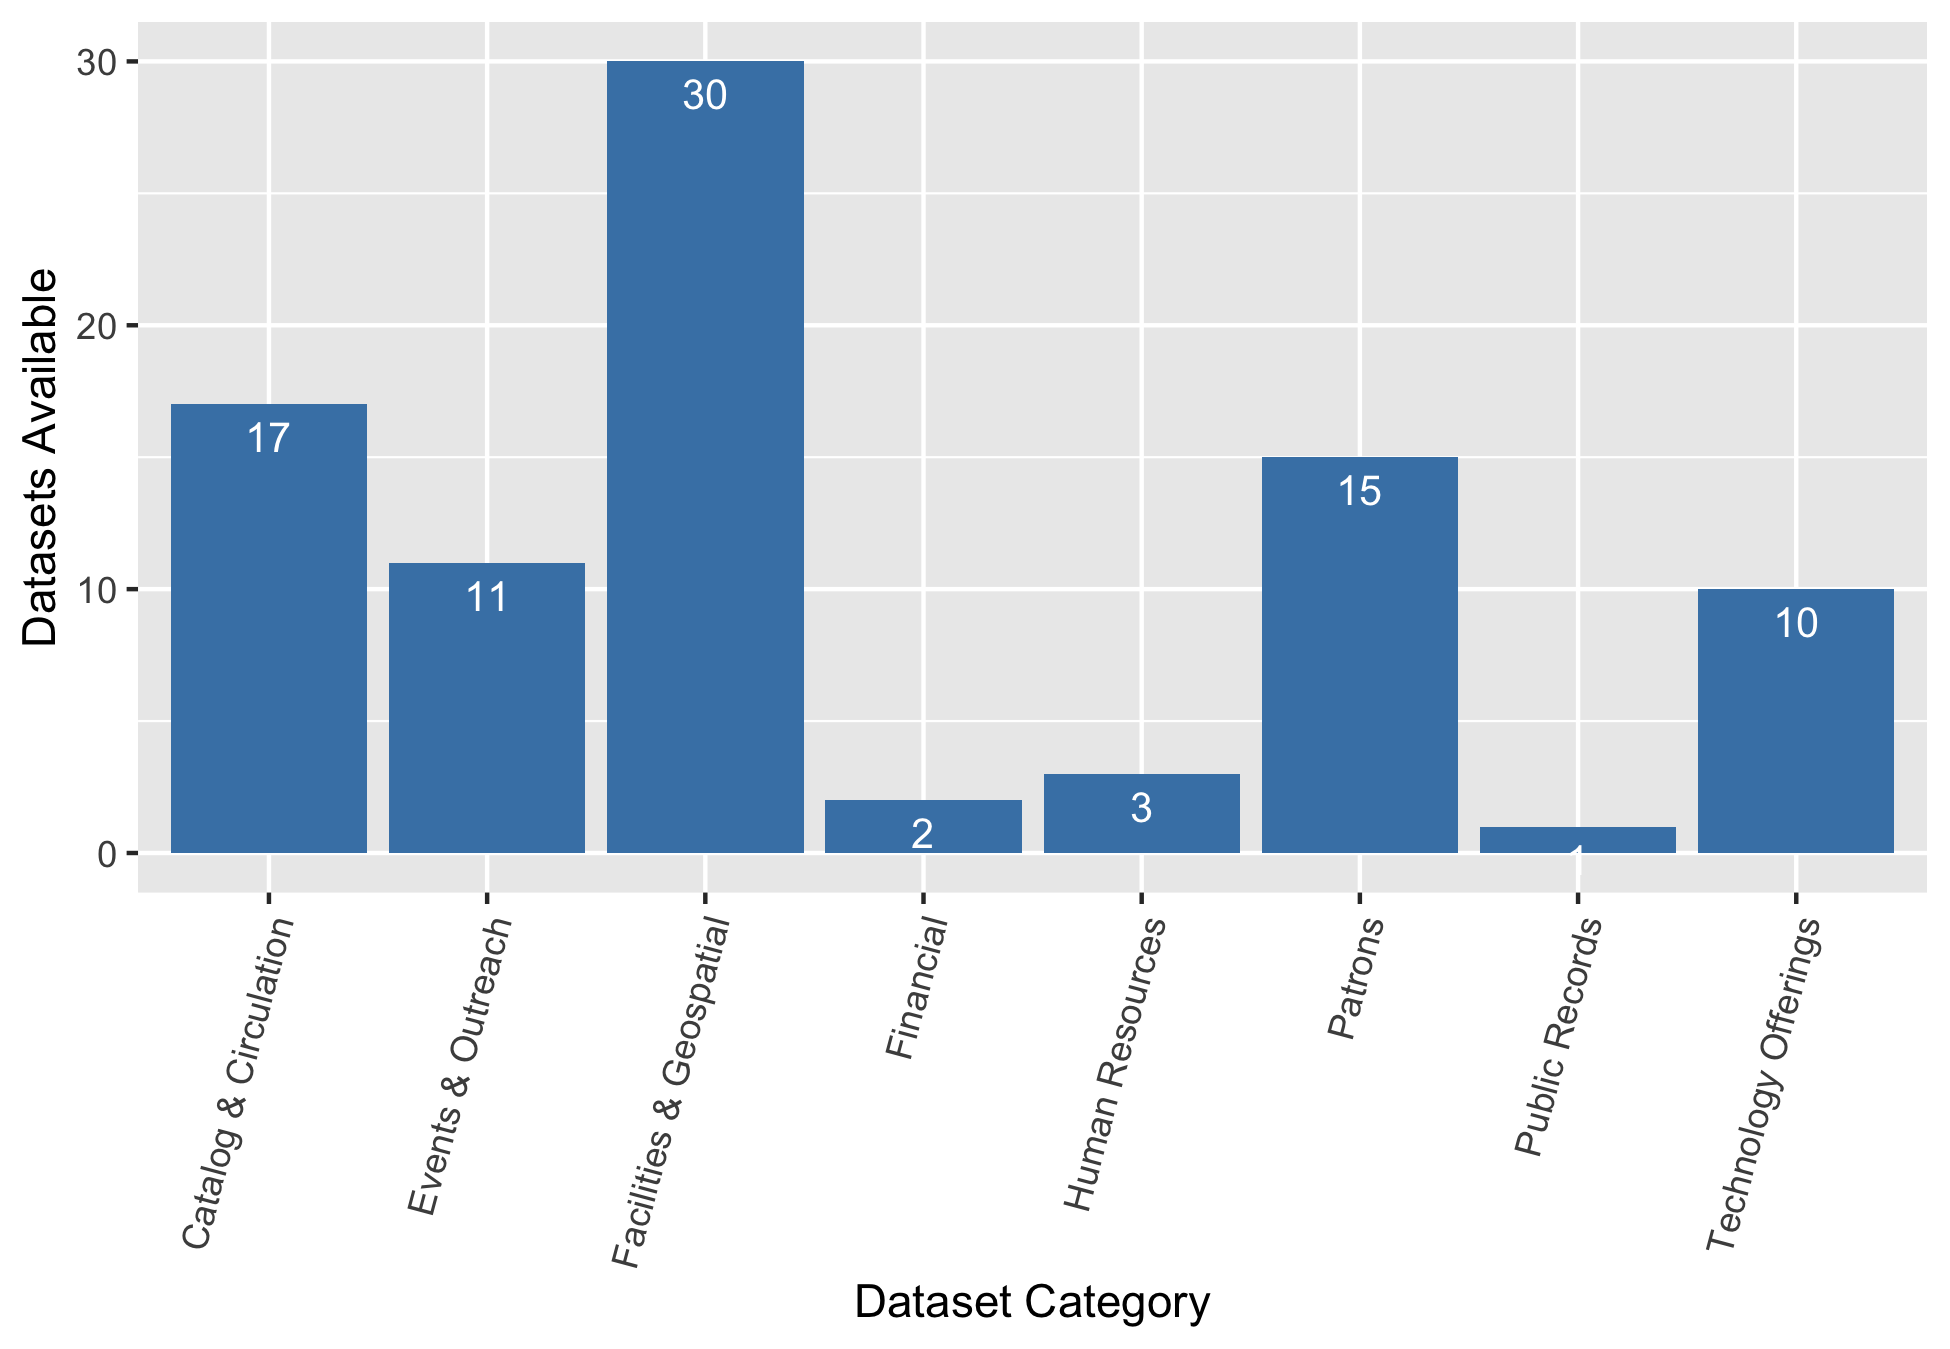 Datasets Available
30
20
10
0
17
11
30
2
3
15
1
10
Catalog & Circulation
Events & Outreach
Facilities & Geospatial
Financial
Human Resources
Patrons
Public Records
Technology Offerings
Dataset Category